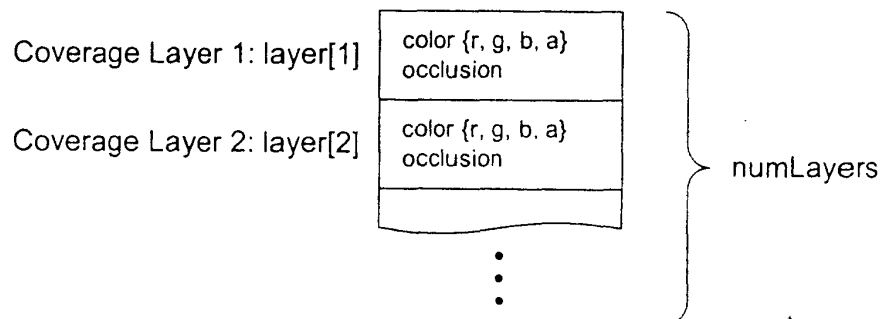 Coverage Layer 1: layer[1]
color {r, g, b, a}
occlusion
Coverage Layer 2: layer[2]
color {r, g, b, a}
occlusion
numLayers